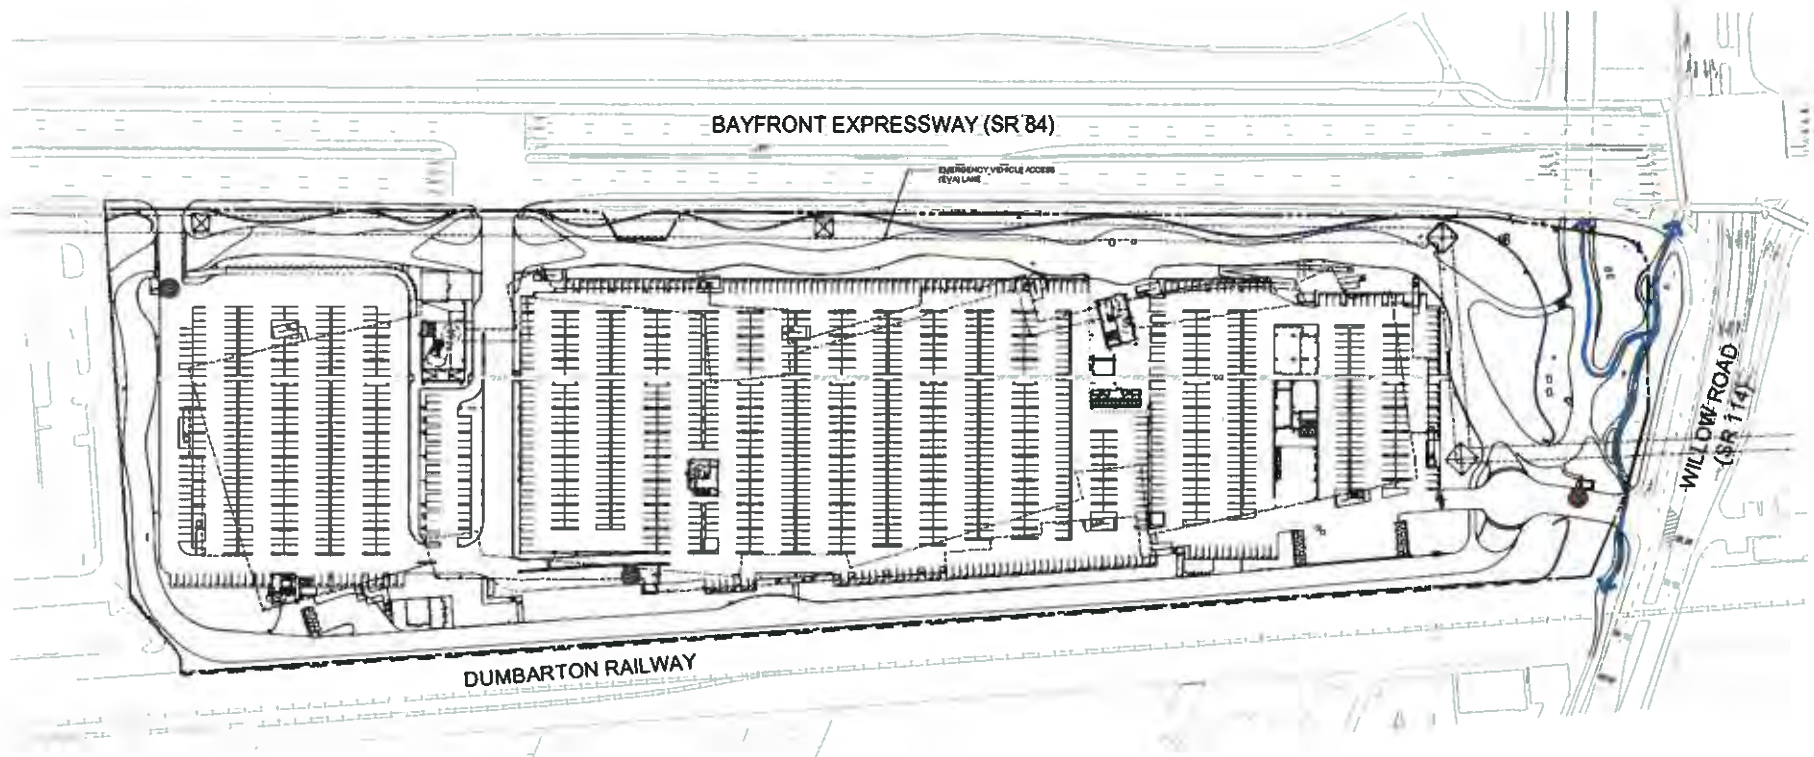 BAYFRONT EXPRESSWAY (SR 84)
EMERGENCY VEHICLE ACCESS
(EVA) LANE
WILLOW ROAD
(SR 114)
DUMBARTON RAILWAY